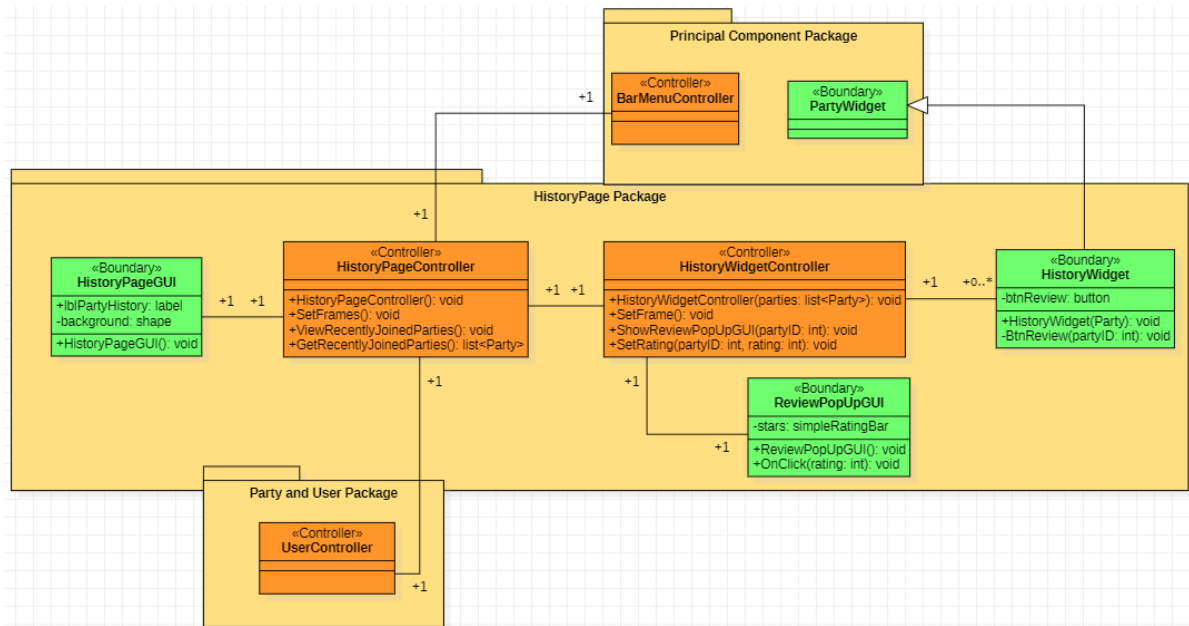 Principal Component Package
«Controller»
BarMenuController
«Boundary»
PartyWidget
+1
+1
HistoryPage Package
«Boundary»
HistoryPageGUI
+lblPartyHistory: label
-background: shape
+HistoryPageGUI(): void
+1 +1
«Controller»
HistoryPageController
+HistoryPageController(): void
+SetFrames(): void
+ViewRecentlyJoinedParties(): void
+GetRecentlyJoinedParties(): list<Party>
+1 +1
«Controller»
HistoryWidgetController
+HistoryWidgetController(parties: list<Party>): void
+SetFrame(): void
+ShowReviewPopUpGUI(partyID: int): void
+SetRating(partyID: int, rating: int): void
+1 +0..*
«Boundary»
HistoryWidget
-btnReview: button
+HistoryWidget(Party): void
-BtnReview(partyID: int): void
+1
+1
«Boundary»
ReviewPopUpGUI
-stars: simpleRatingBar
+ReviewPopUpGUI(): void
+OnClick(rating: int): void
+1
Party and User Package
«Controller»
UserController
+1